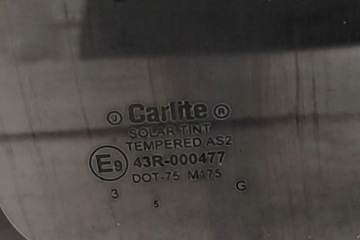 Carlite ®
SOLAR TINT
TEMPERED AS2
E9 43R-000477
DOT-75 M175
3 G
5